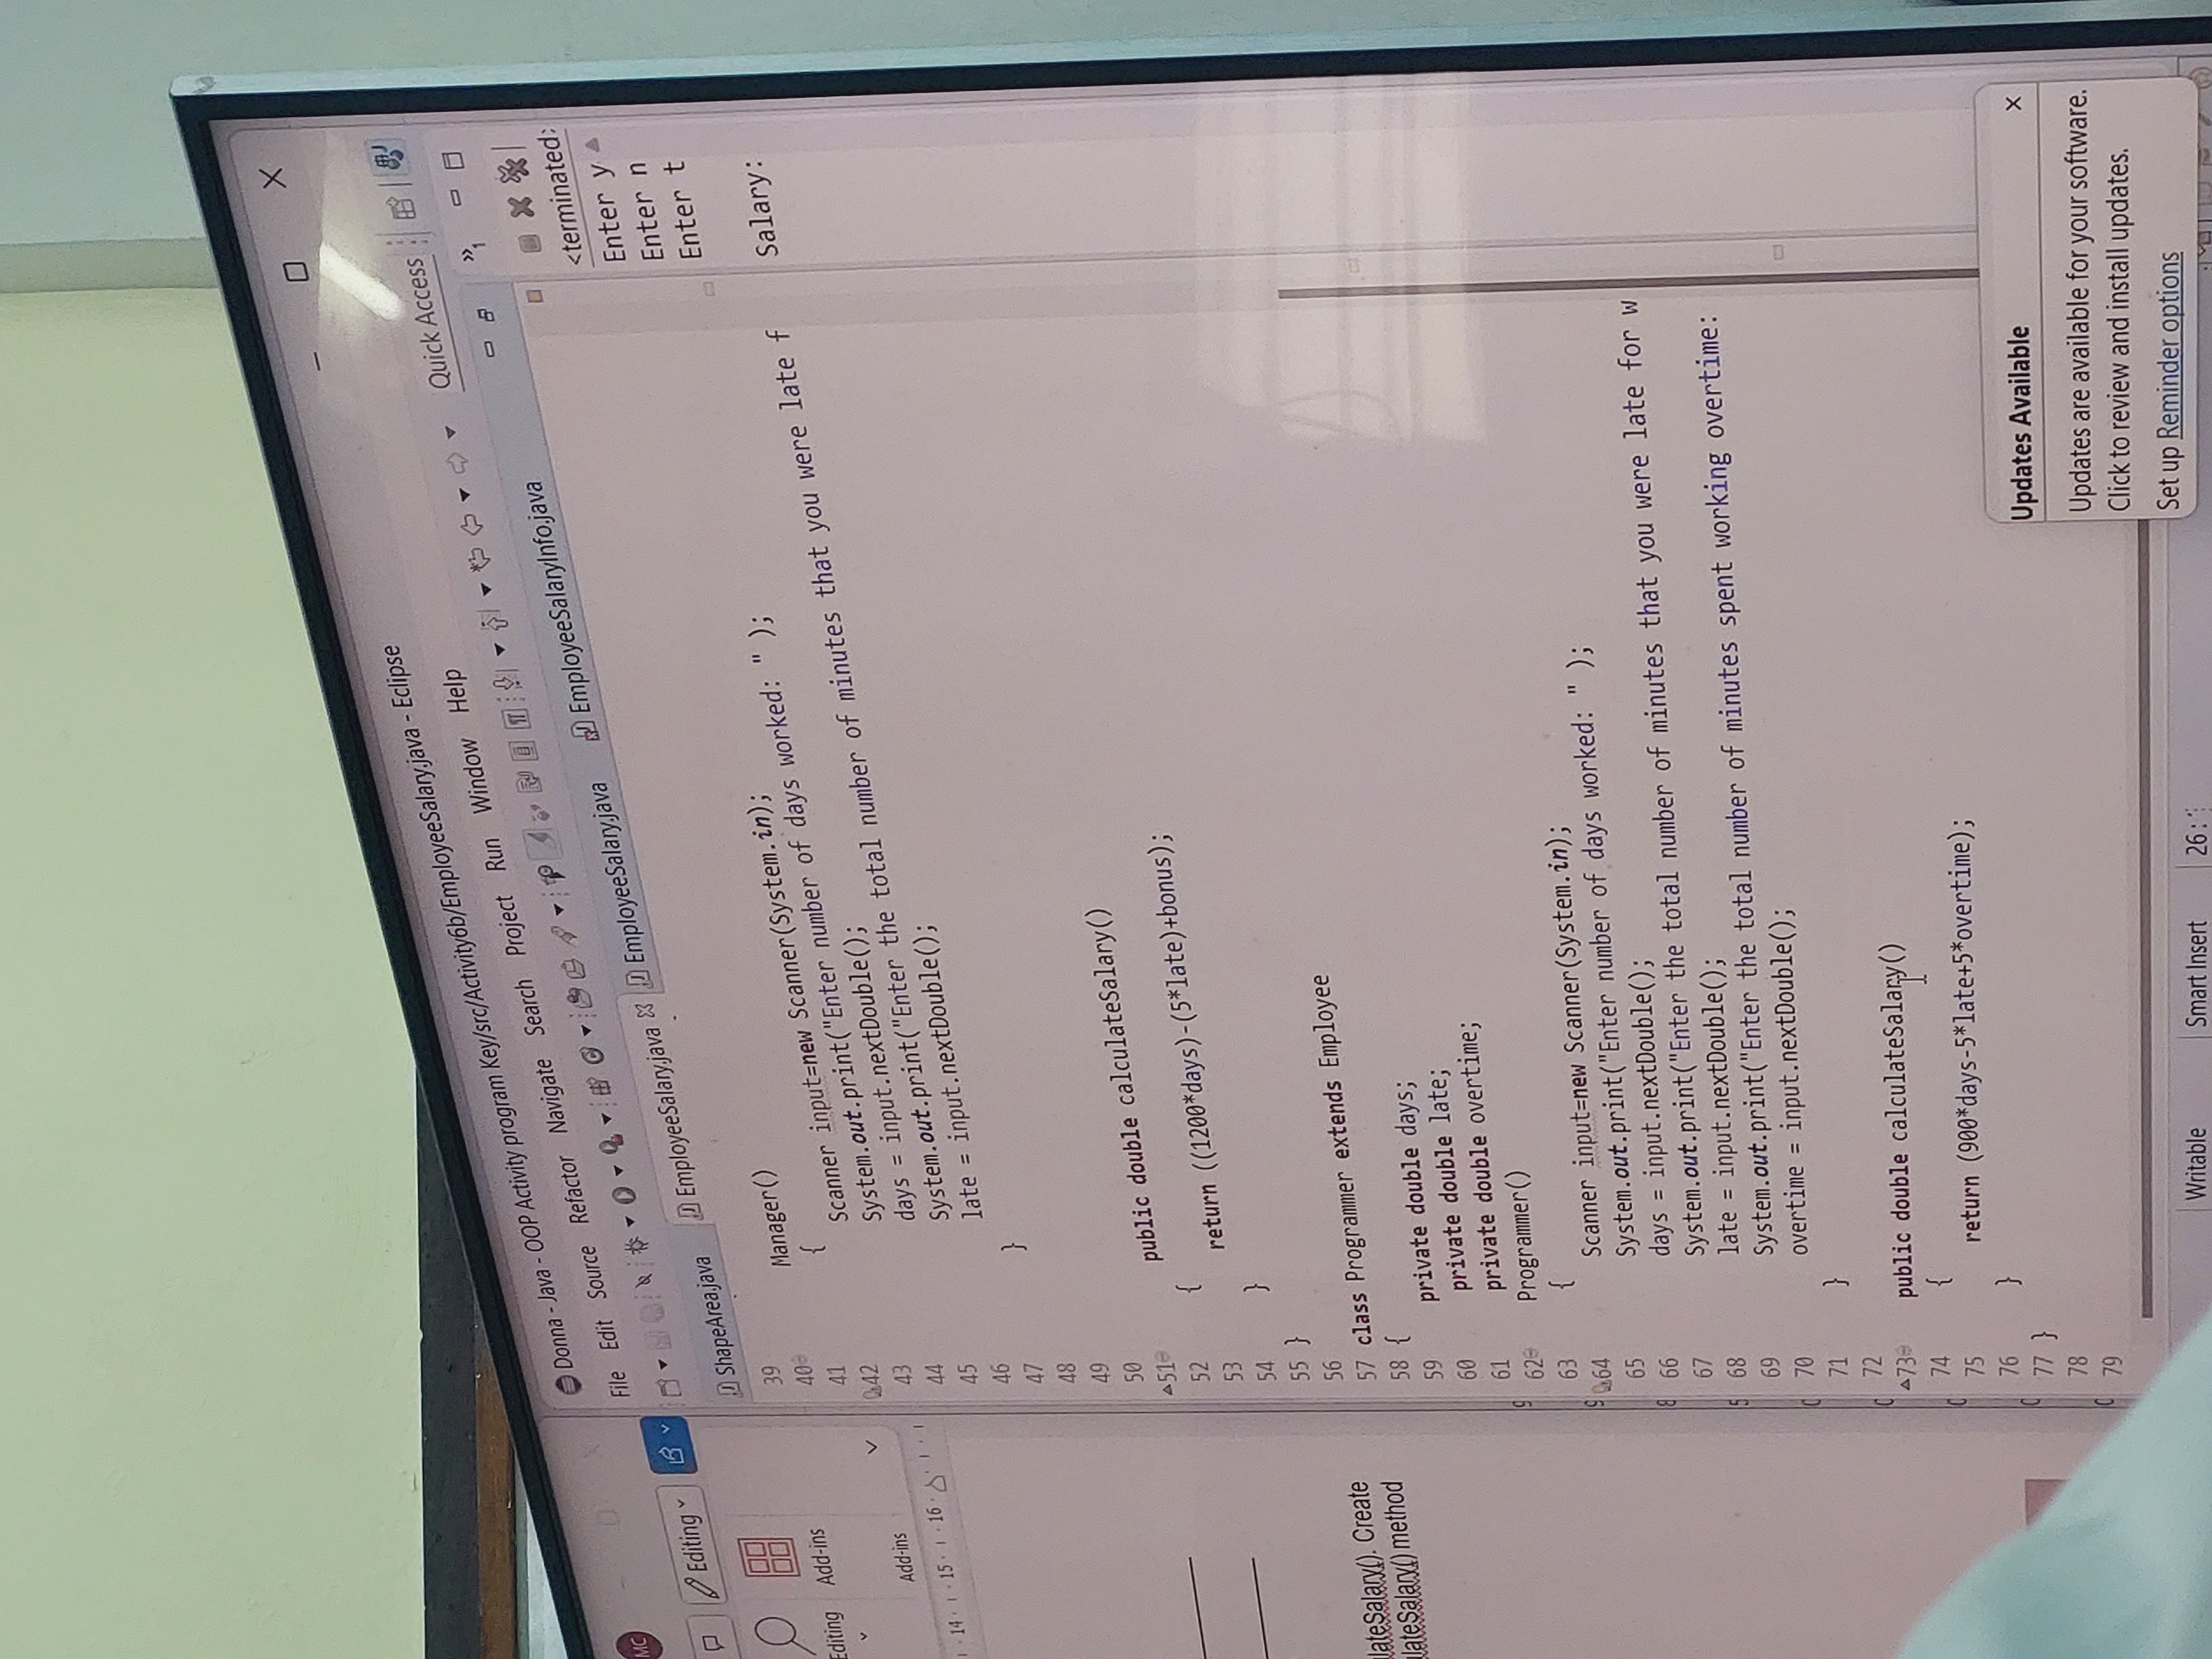 Donna - Java - OOP Activity program Key/src/Activity6b/EmployeeSalary.java - Eclipse
File Edit Source Refactor Navigate Search Project Run Window Help
Quick Access
ShapeArea.java EmployeeSalary.java EmployeeSalary.java EmployeeSalaryInfo.java
MC
Editing
Editing
Add-ins
Add-ins
14 15 16
lateSalary(). Create
lateSalary() method
39
40 Manager()
41 {
42 Scanner input=new Scanner(System.in);
43 System.out.print("Enter number of days worked: " );
44 days = input.nextDouble();
45 System.out.print("Enter the total number of minutes that you were late f
46 late = input.nextDouble();
47 }
48
49
50
51 public double calculateSalary()
52 {
53 return ((1200*days)-(5*late)+bonus);
54 }
55 }
56
57 class Programmer extends Employee
58 {
59 private double days;
60 private double late;
61 private double overtime;
62 Programmer()
63 {
64 Scanner input=new Scanner(System.in);
65 System.out.print("Enter number of days worked: " );
66 days = input.nextDouble();
67 System.out.print("Enter the total number of minutes that you were late for w
68 late = input.nextDouble();
69 System.out.print("Enter the total number of minutes spent working overtime:
70 overtime = input.nextDouble();
71 }
72
73 public double calculateSalary()
74 {
75 return (900*days-5*late+5*overtime);
76 }
77 }
78
79
<terminated>
Enter y
Enter n
Enter t
Salary:
Updates Available
Updates are available for your software.
Click to review and install updates.
Set up Reminder options
Writable Smart Insert 26 :